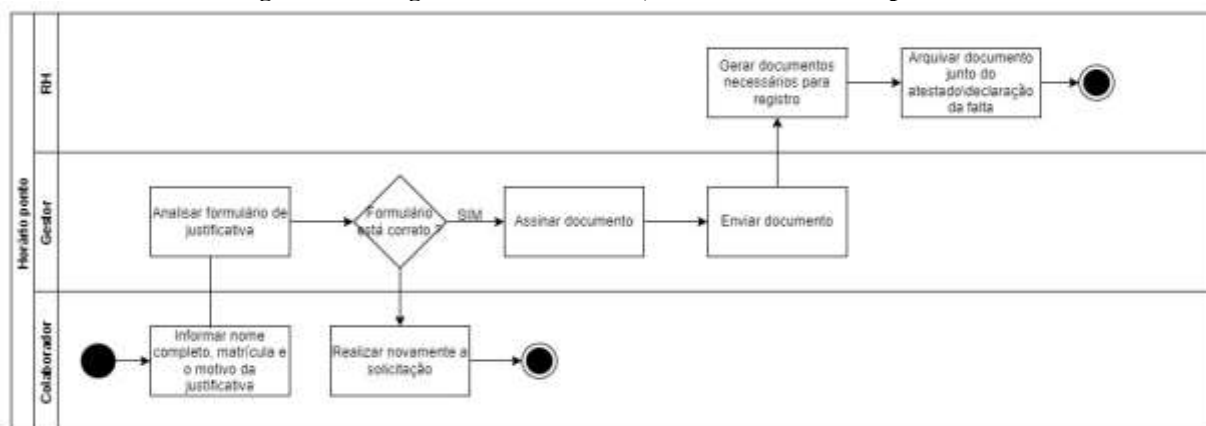 Horário ponto
RH
Gerar documentos
necessários para
registro
Arquivar documento
junto do
atestado\declaração
da falta
Gestor
Analisar formulário de
justificativa
Formulário
está correto ?
SIM
Assinar documento
Enviar documento
Colaborador
Informar nome
completo, matrícula e
o motivo da
justificativa
Realizar novamente a
solicitação